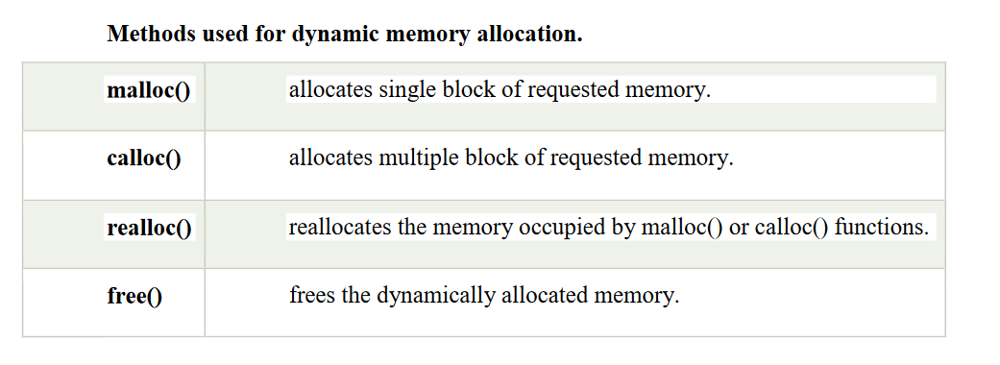 Methods used for dynamic memory allocation.
malloc() allocates single block of requested memory.
calloc() allocates multiple block of requested memory.
realloc() reallocates the memory occupied by malloc() or calloc() functions.
free() frees the dynamically allocated memory.